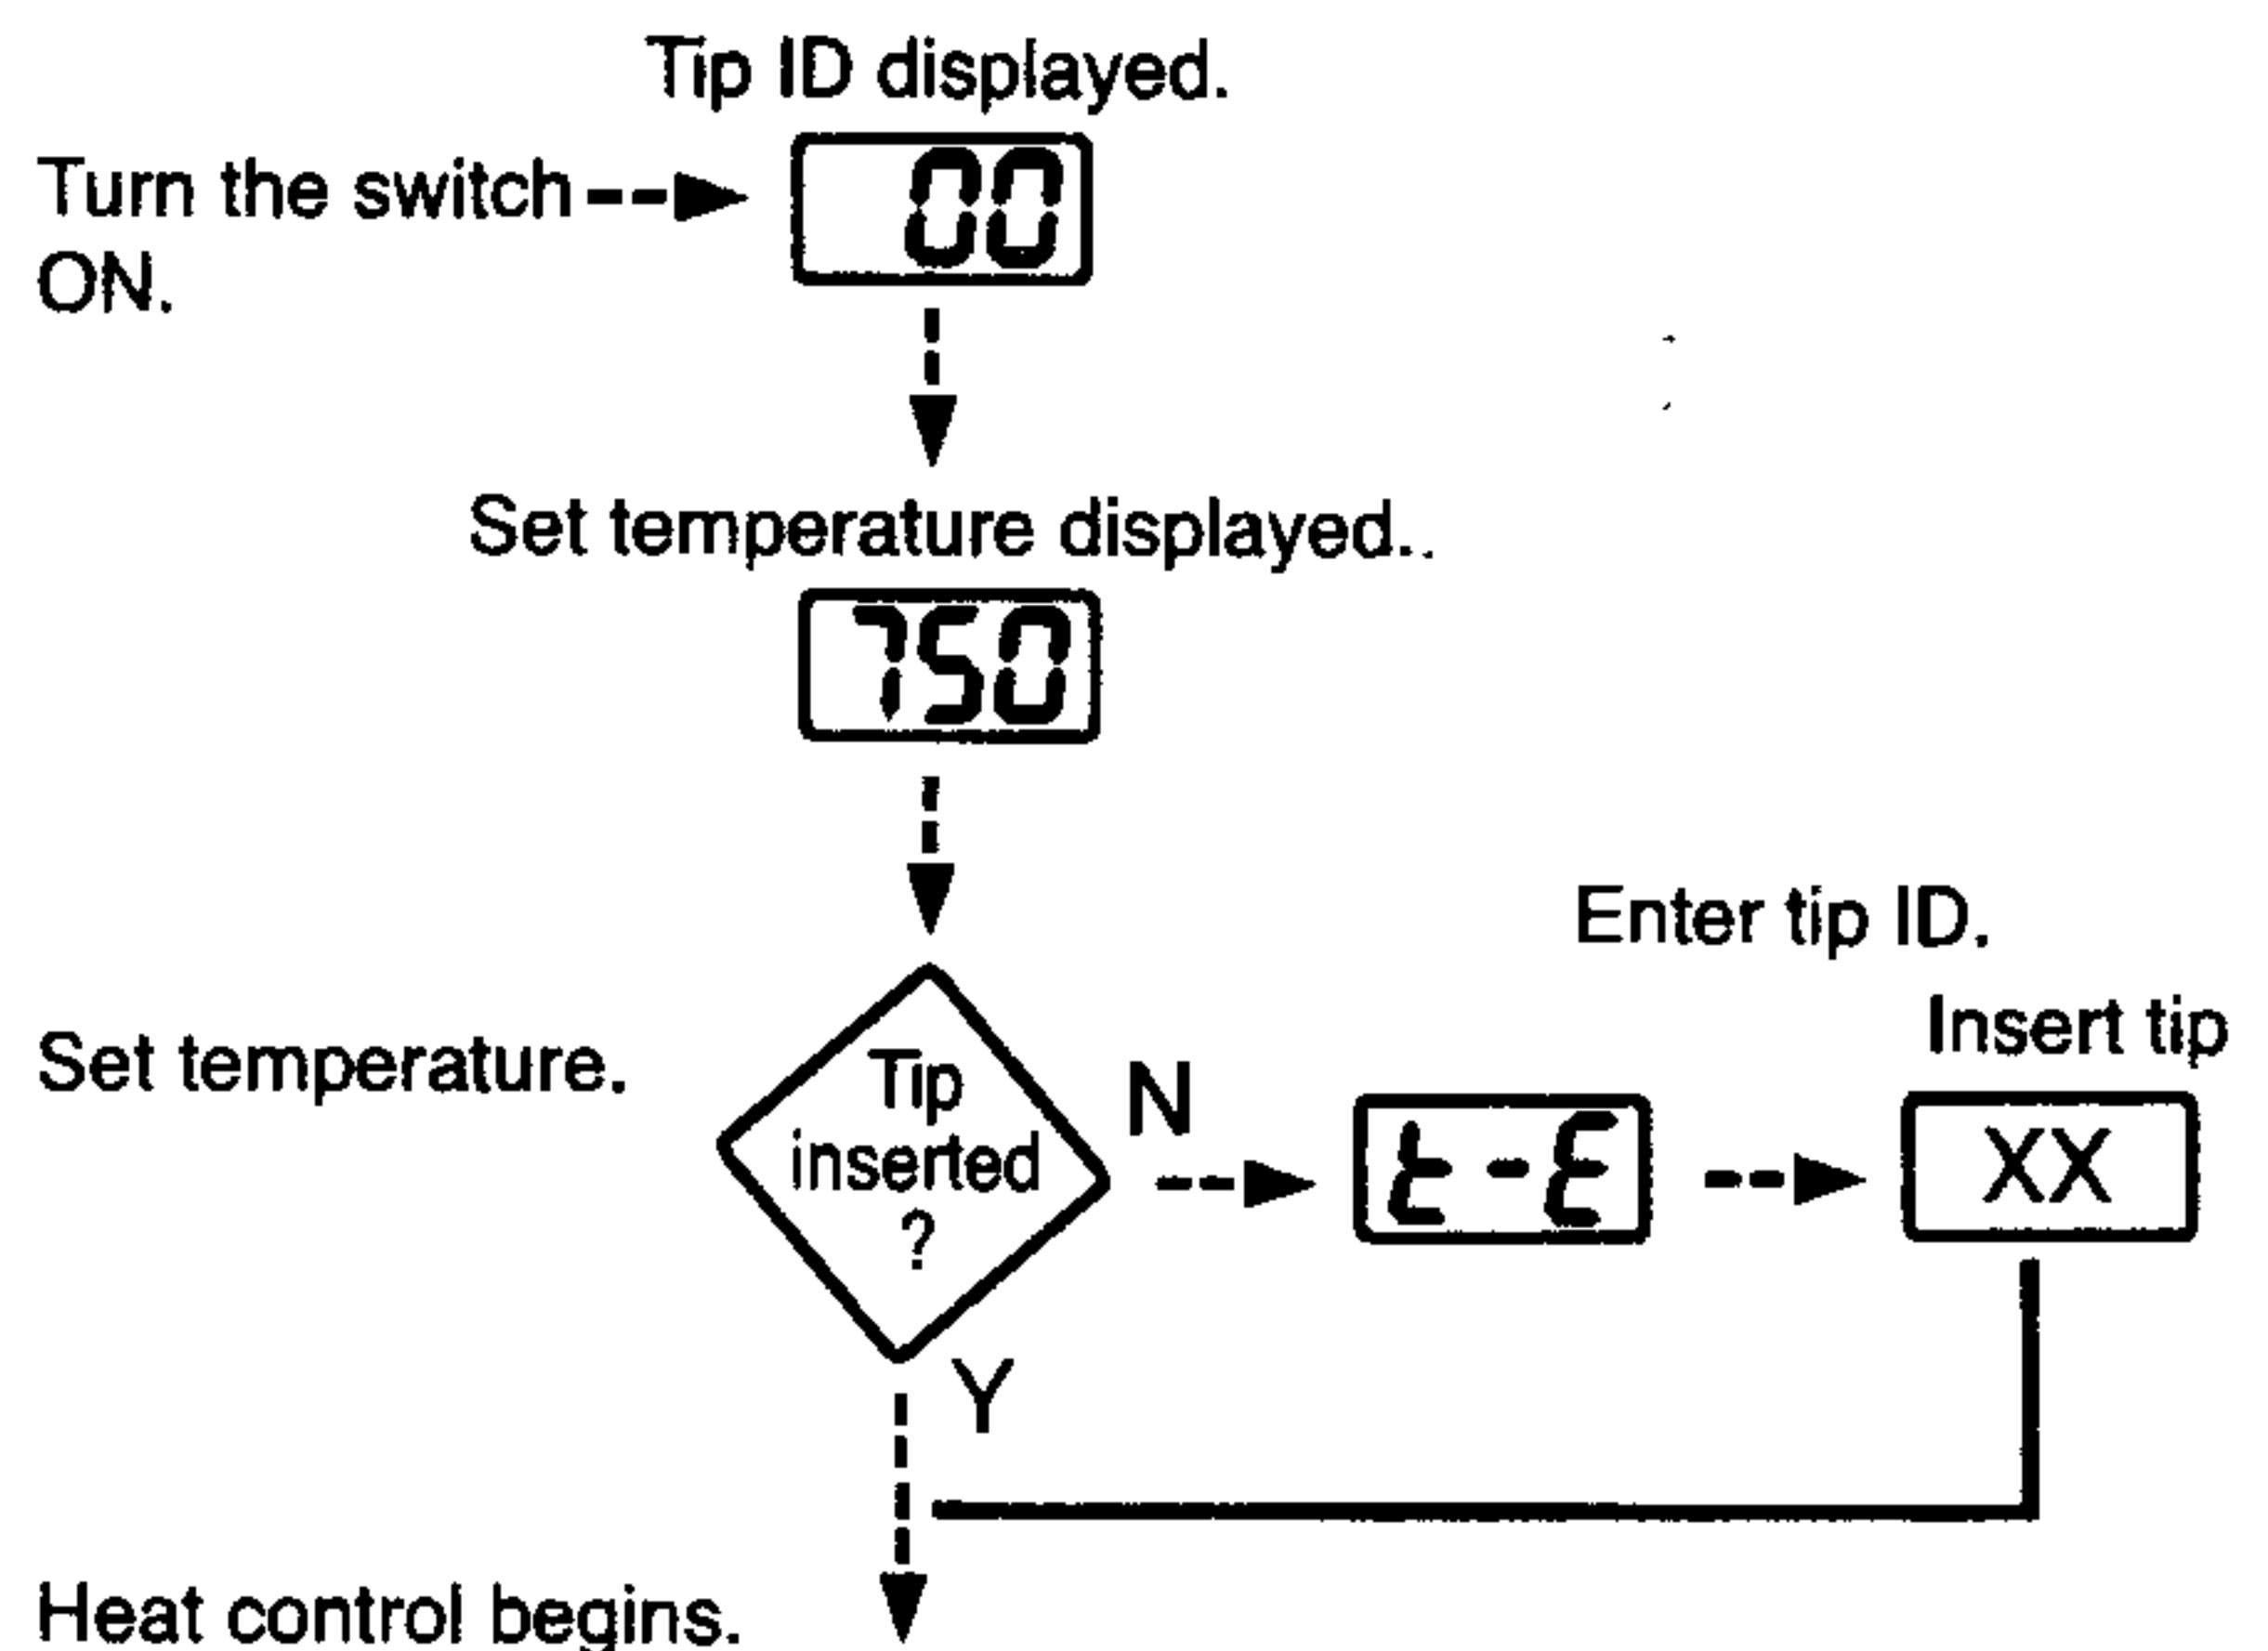 Tip ID displayed.
Turn the switch
ON.
00
Set temperature displayed..
750
Enter tip ID.
Insert tip
Set temperature.
Tip
inserted
?
N
t-E
XX
Y
Heat control begins.